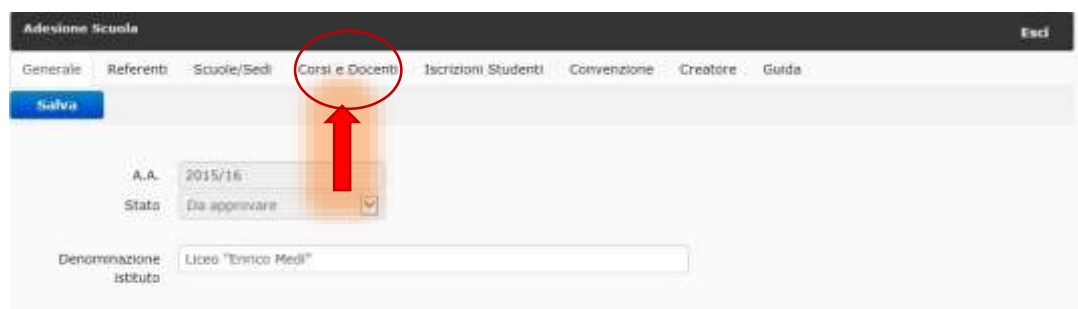 Adesione Scuola Esci
Generale Referenti Scuole/Sedi Corsi e Docenti Iscrizioni Studenti Convenzione Creatore Guida
Salva
A.A. 2015/16
Stato Da approvare
Denominazione istituto Liceo "Enrico Medi"